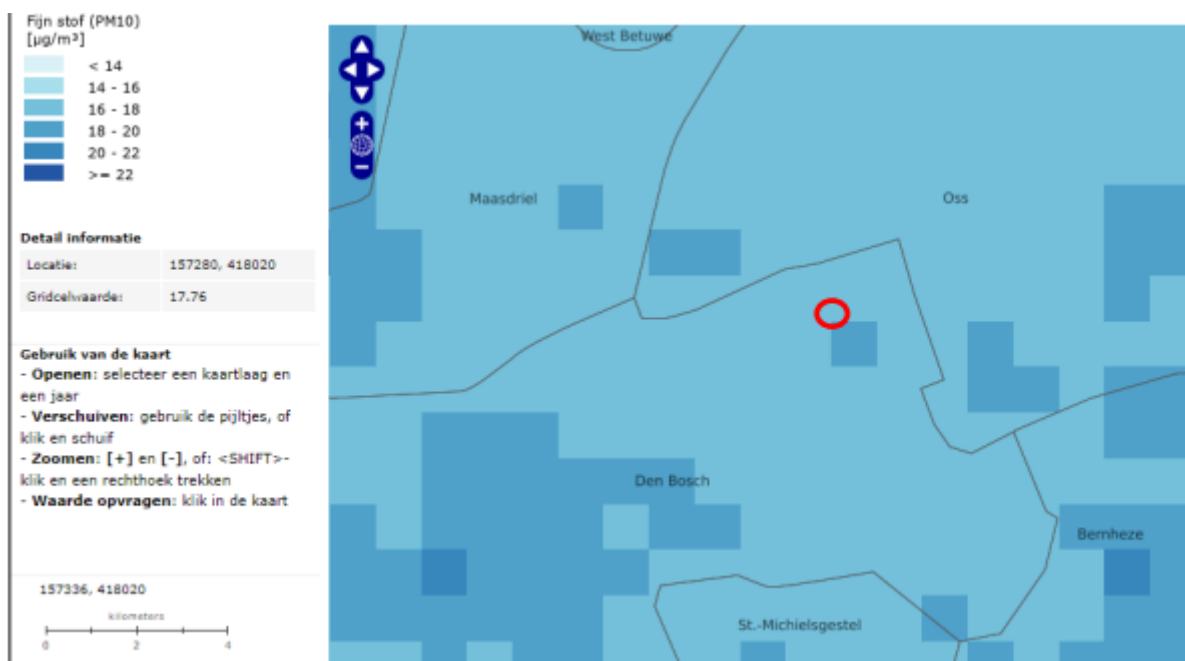 Fijn stof (PM10)
[µg/m³]
< 14
14 - 16
16 - 18
18 - 20
20 - 22
>= 22
Detail informatie
Locatie: 157280, 418020
Gridcelwaarde: 17.76
Gebruik van de kaart
- Openen: selecteer een kaartlaag en
een jaar
- Verschuiven: gebruik de pijltjes, of
klik en schuif
- Zoomen: [+] en [-], of: <SHIFT>-
klik en een rechthoek trekken
- Waarde opvragen: klik in de kaart
157336, 418020
kilometers
0 2 4
West Betuwe
Maasdriel
Oss
Den Bosch
Bernheze
St.-Michielsgestel